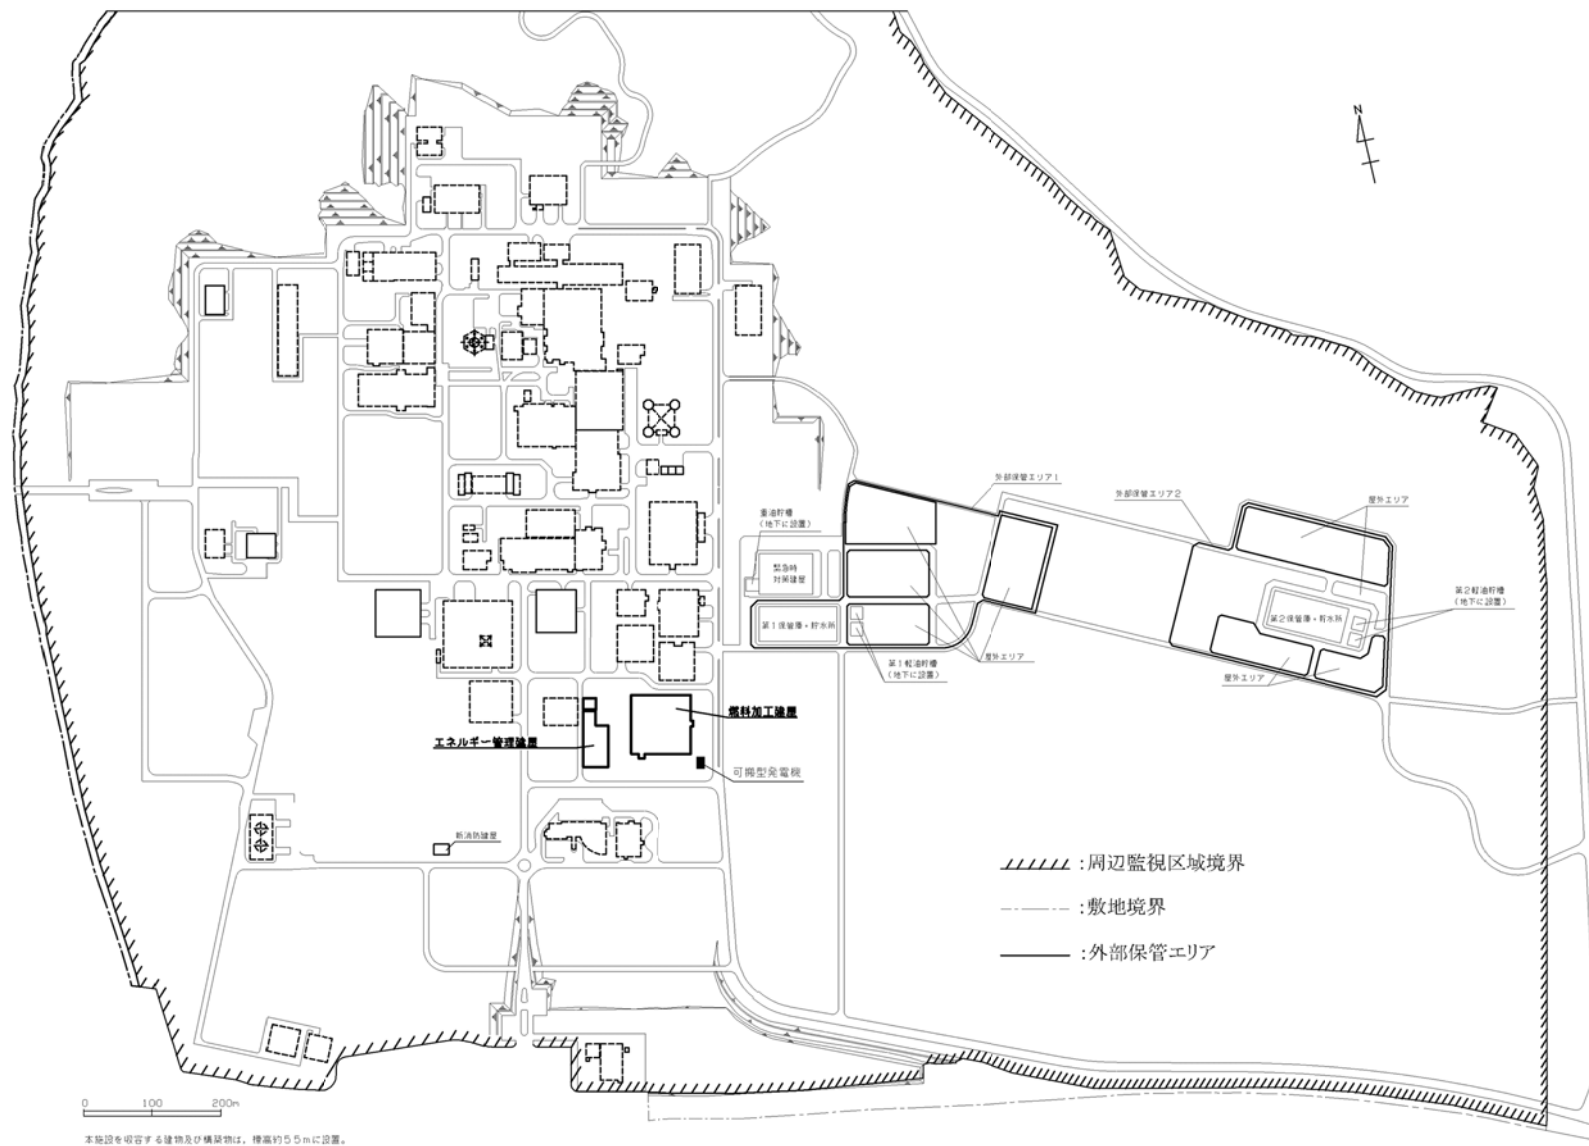 N
外部保管エリア1
外部保管エリア2
屋外エリア
重油貯槽
(地下に設置)
緊急時
対策建屋
第2軽油貯槽
(地下に設置)
第1保管庫・貯水所
第2保管庫・貯水所
屋外エリア
第1軽油貯槽
(地下に設置)
屋外エリア
燃料加工建屋
エネルギー管理建屋
可搬型発電機
新消防建屋
:周辺監視区域境界
:敷地境界
:外部保管エリア
0 100 200m
本施設を収容する建物及び構築物は，標高約55mに設置。